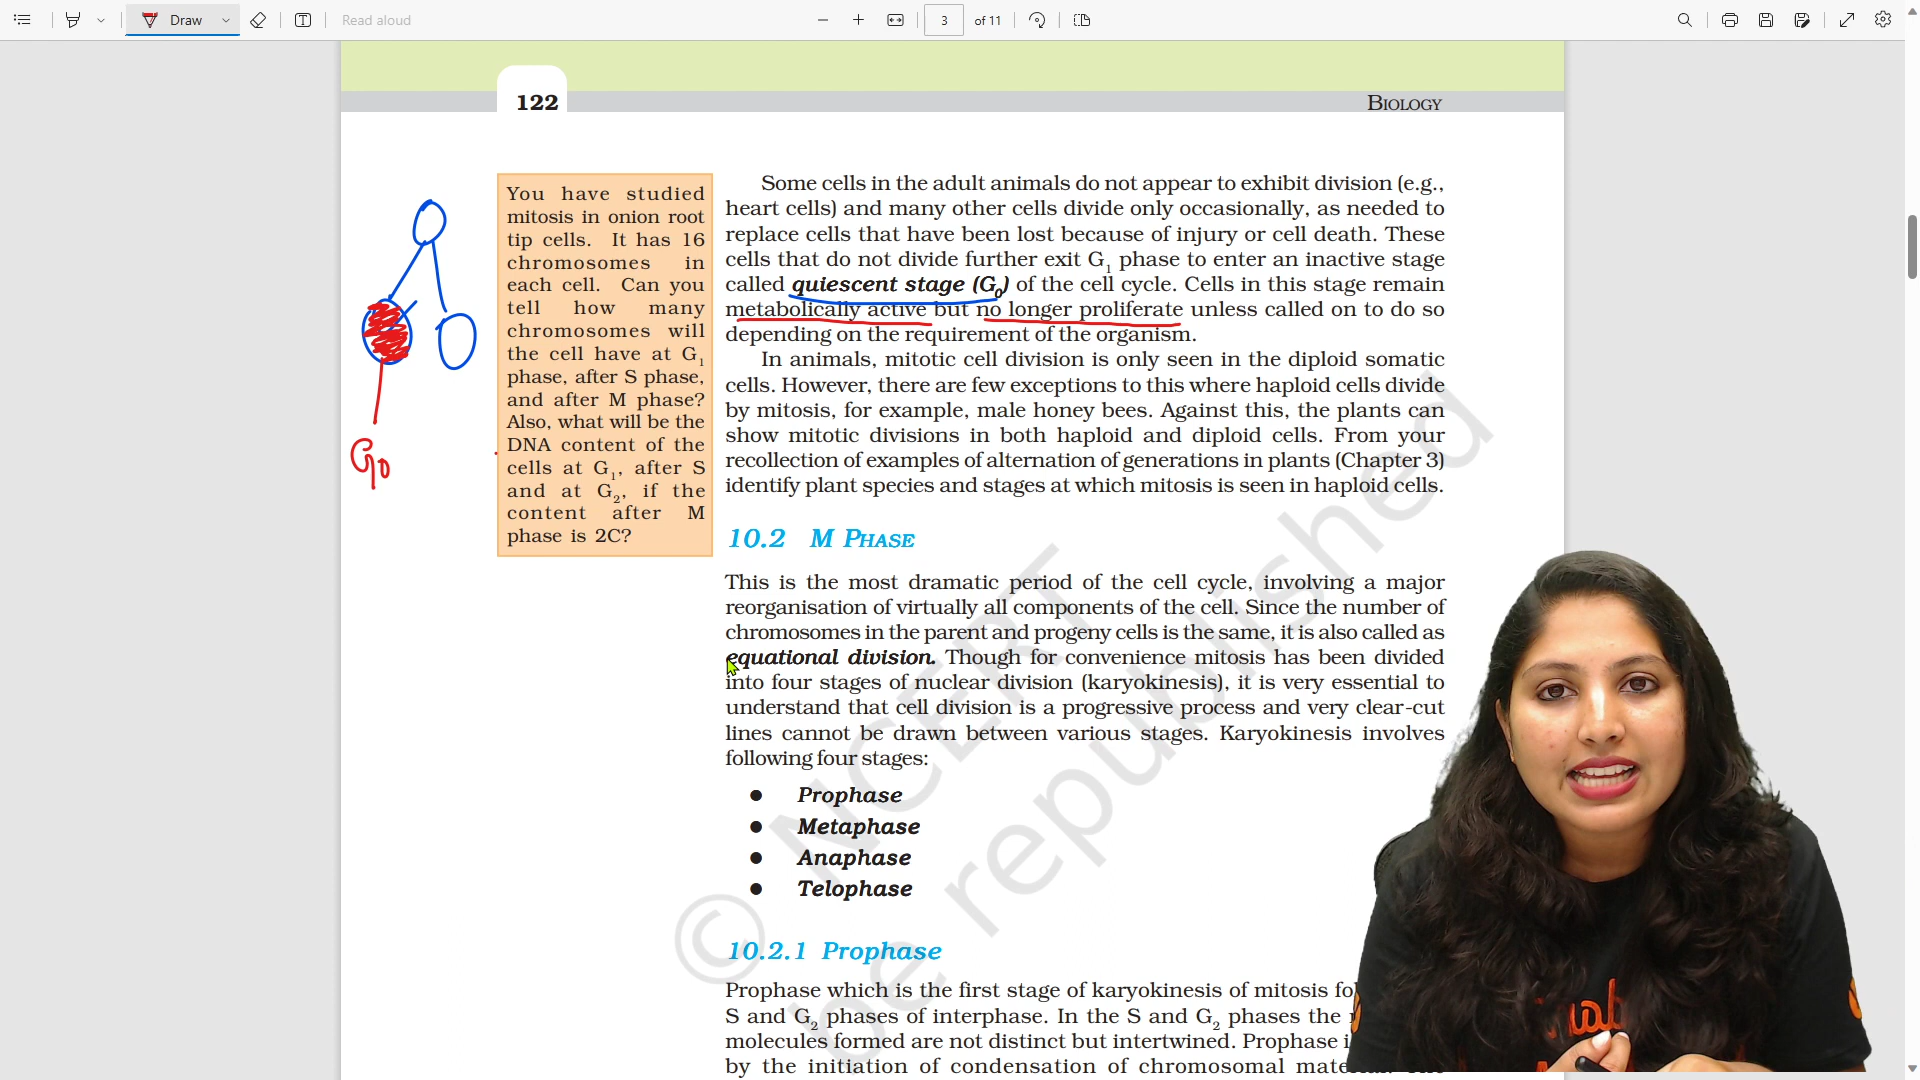 Draw
Read aloud
3
of 11
122
BIOLOGY
You have studied
mitosis in onion root
tip cells. It has 16
chromosomes in
each cell. Can you
tell how many
chromosomes will
the cell have at G1
phase, after S phase,
and after M phase?
Also, what will be the
DNA content of the
cells at G1, after S
and at G2, if the
content after M
phase is 2C?
G0
Some cells in the adult animals do not appear to exhibit division (e.g.,
heart cells) and many other cells divide only occasionally, as needed to
replace cells that have been lost because of injury or cell death. These
cells that do not divide further exit G1 phase to enter an inactive stage
called quiescent stage (G0) of the cell cycle. Cells in this stage remain
metabolically active but no longer proliferate unless called on to do so
depending on the requirement of the organism.
In animals, mitotic cell division is only seen in the diploid somatic
cells. However, there are few exceptions to this where haploid cells divide
by mitosis, for example, male honey bees. Against this, the plants can
show mitotic divisions in both haploid and diploid cells. From your
recollection of examples of alternation of generations in plants (Chapter 3)
identify plant species and stages at which mitosis is seen in haploid cells.
10.2 M PHASE
This is the most dramatic period of the cell cycle, involving a major
reorganisation of virtually all components of the cell. Since the number of
chromosomes in the parent and progeny cells is the same, it is also called as
equational division. Though for convenience mitosis has been divided
into four stages of nuclear division (karyokinesis), it is very essential to
understand that cell division is a progressive process and very clear-cut
lines cannot be drawn between various stages. Karyokinesis involves
following four stages:
● Prophase
● Metaphase
● Anaphase
● Telophase
10.2.1 Prophase
Prophase which is the first stage of karyokinesis of mitosis fo
S and G2 phases of interphase. In the S and G2 phases the
molecules formed are not distinct but intertwined. Prophase i
by the initiation of condensation of chromosomal mate
© NCERT
be republished